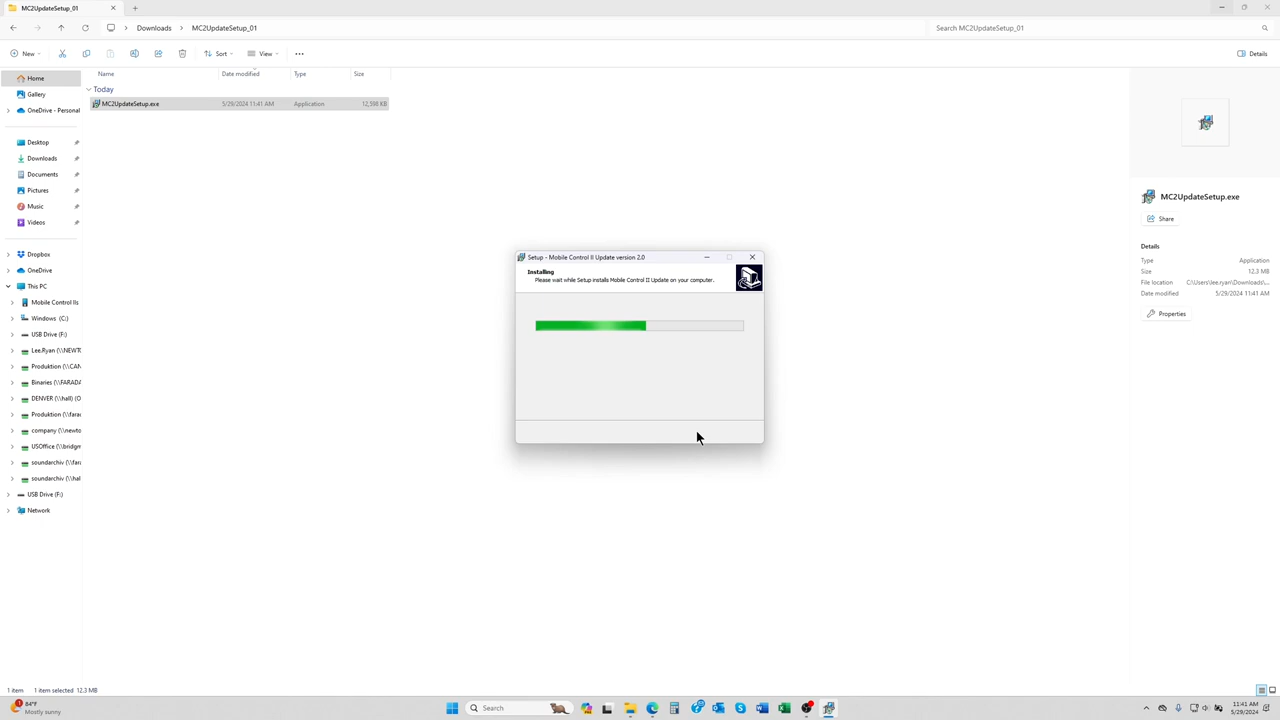 MC2UpdateSetup_01
Downloads
MC2UpdateSetup_01
Search MC2UpdateSetup_01
New
Sort
View
Details
Name
Date modified
Type
Size
Home
Gallery
OneDrive - Personal
Desktop
Downloads
Documents
Pictures
Music
Videos
Dropbox
OneDrive
This PC
Mobile Control IIs
Windows (C:)
USB Drive (F:)
Lee.Ryan (\\NEWTO
Produktion (\\CAN
Binaries (\\FARADA
DENVER (\\hall) (O
Produktion (\\farac
company (\\newto
USOffice (\\bridgm
soundarchiv (\\fara
soundarchiv (\\hal
USB Drive (F:)
Network
Today
MC2UpdateSetup.exe 5/29/2024 11:41 AM Application 12,598 KB
Setup - Mobile Control II Update version 2.0
Installing
Please wait while Setup installs Mobile Control II Update on your computer.
MC2UpdateSetup.exe
Share
Details
Type Application
Size 12.3 MB
File location C:\Users\lee.ryan\Downloads\...
Date modified 5/29/2024 11:41 AM
Properties
1 item 1 item selected 12.3 MB
84°F
Mostly sunny
Search
11:41 AM
5/29/2024